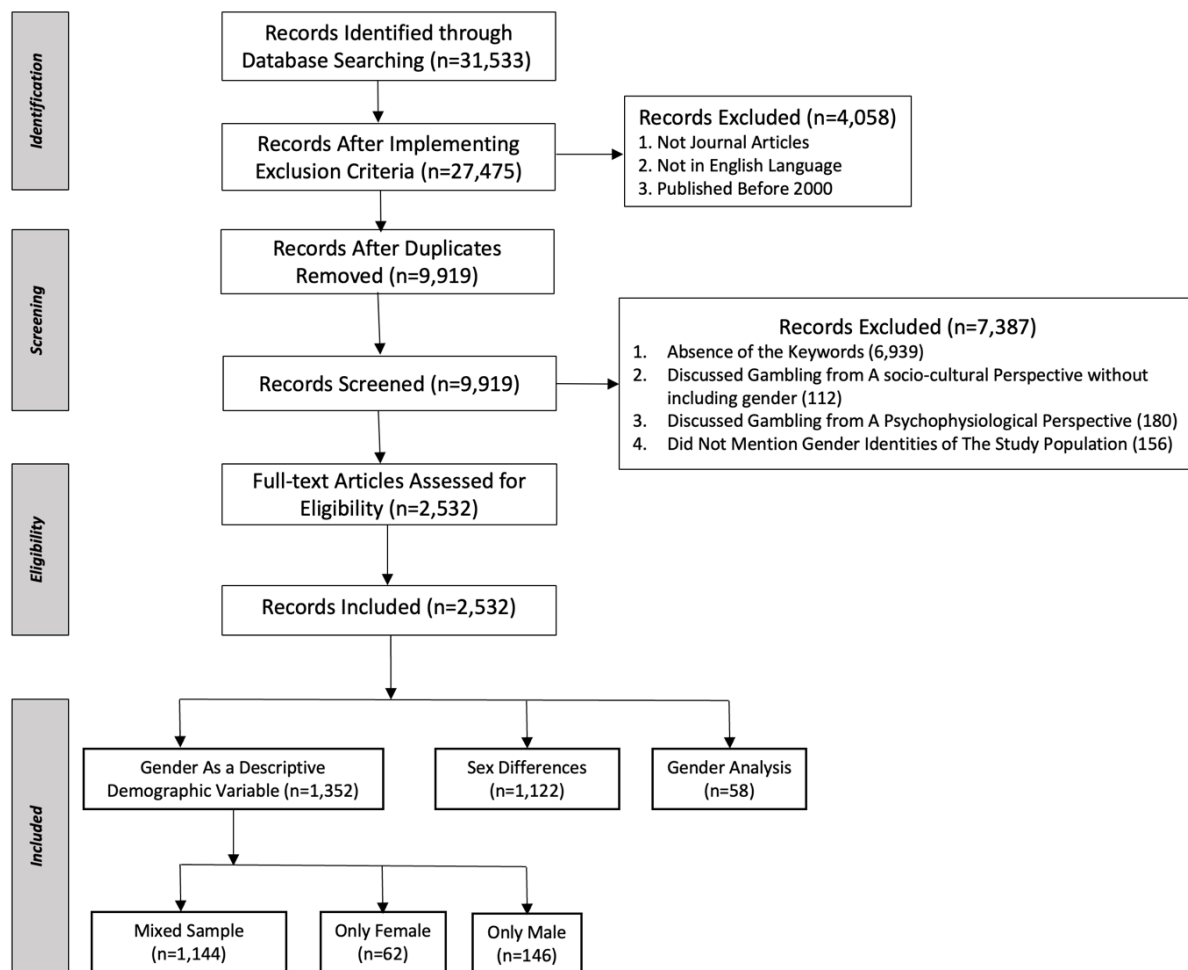 Identification
Records Identified through
Database Searching (n=31,533)
Records After Implementing
Exclusion Criteria (n=27,475)
Records Excluded (n=4,058)
1. Not Journal Articles
2. Not in English Language
3. Published Before 2000
Screening
Records After Duplicates
Removed (n=9,919)
Records Screened (n=9,919)
Records Excluded (n=7,387)
1. Absence of the Keywords (6,939)
2. Discussed Gambling from A socio-cultural Perspective without
including gender (112)
3. Discussed Gambling from A Psychophysiological Perspective (180)
4. Did Not Mention Gender Identities of The Study Population (156)
Eligibility
Full-text Articles Assessed for
Eligibility (n=2,532)
Records Included (n=2,532)
Included
Gender As a Descriptive
Demographic Variable (n=1,352)
Sex Differences
(n=1,122)
Gender Analysis
(n=58)
Mixed Sample
(n=1,144)
Only Female
(n=62)
Only Male
(n=146)